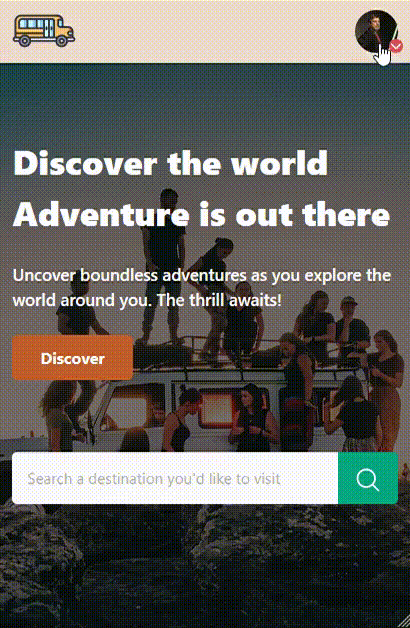 Discover the world
Adventure is out there
Uncover boundless adventures as you explore the
world around you. The thrill awaits!
Discover
Search a destination you'd like to visit